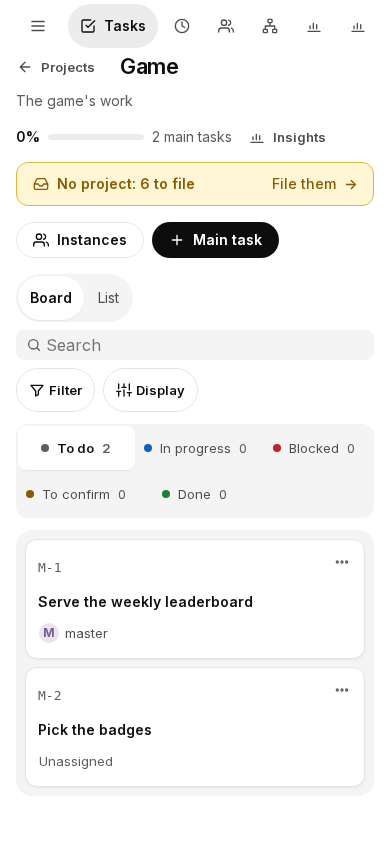 Tasks
Projects Game
The game's work
0% 2 main tasks Insights
No project: 6 to file File them →
Instances + Main task
Board List
Search
Filter Display
To do 2 In progress 0 Blocked 0
To confirm 0 Done 0
M-1
Serve the weekly leaderboard
M master
M-2
Pick the badges
Unassigned